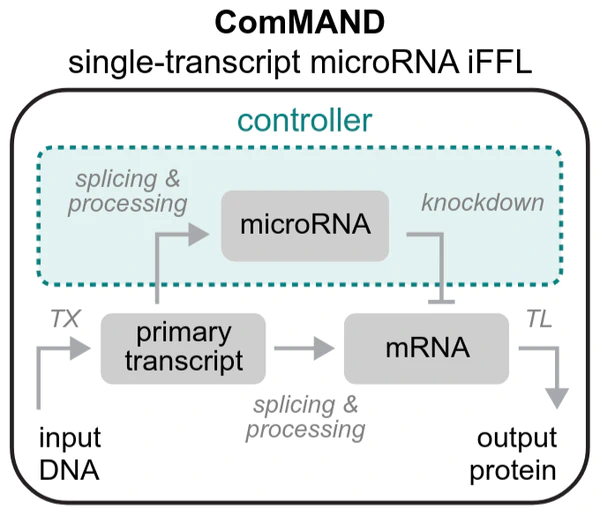 ComMAND
single-transcript microRNA iFFL
controller
splicing &
processing
microRNA
knockdown
TX
primary
transcript
mRNA
TL
splicing &
processing
input
DNA
output
protein